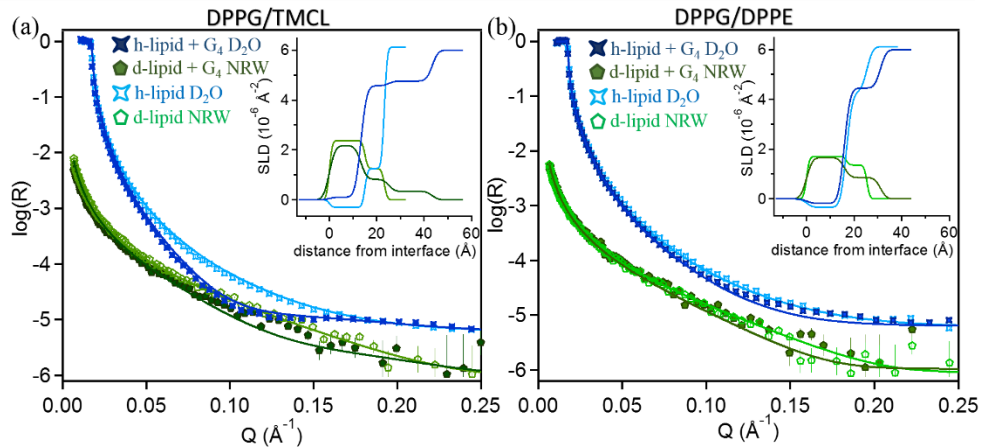 DPPG/TMCL
(a)
h-lipid + G4 D2O
d-lipid + G4 NRW
h-lipid D2O
d-lipid NRW
log(R)
0
-1
-2
-3
-4
-5
-6
0.00 0.05 0.10 0.15 0.20 0.25
Q (Å-1)
SLD (10-6 Å-2)
6
4
2
0
0 20 40 60
distance from interface (Å)
DPPG/DPPE
(b)
h-lipid + G4 D2O
d-lipid + G4 NRW
h-lipid D2O
d-lipid NRW
log(R)
0
-1
-2
-3
-4
-5
-6
0.00 0.05 0.10 0.15 0.20 0.25
Q (Å-1)
SLD (10-6 Å-2)
6
4
2
0
0 20 40 60
distance from interface (Å)